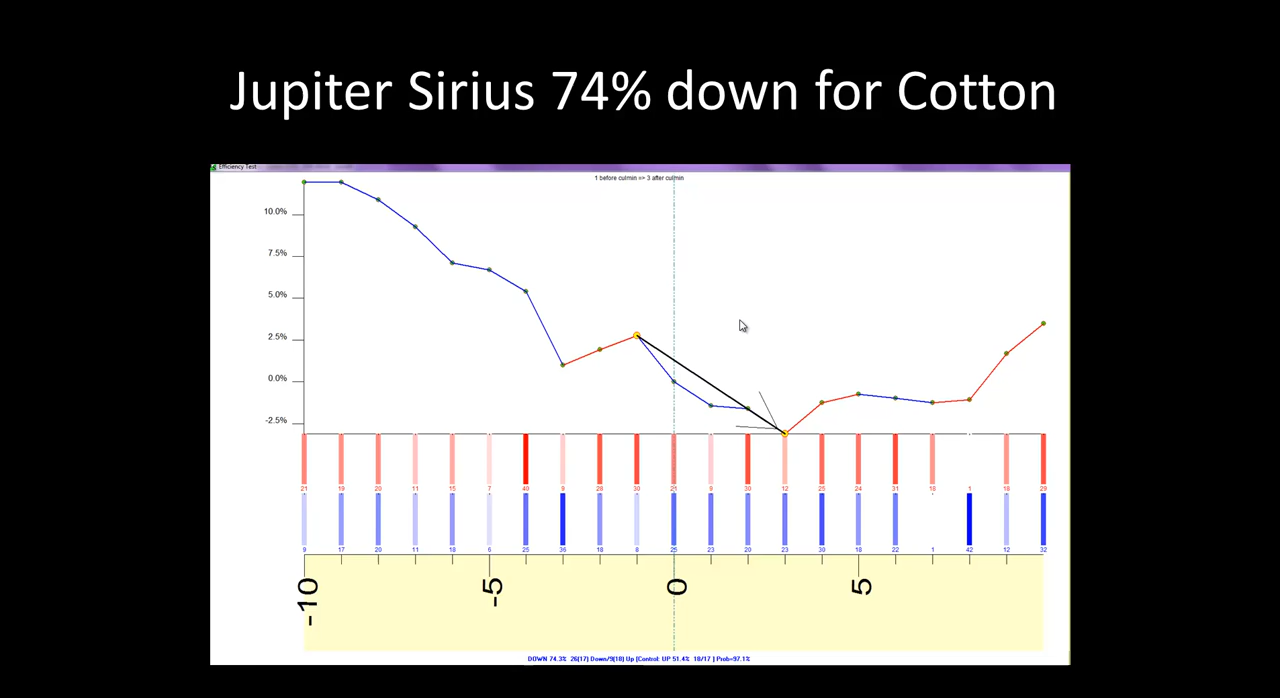 Jupiter Sirius 74% down for Cotton
Efficiency Test
1 before culmin => 3 after culmin
10.0%
7.5%
5.0%
2.5%
0.0%
-2.5%
21 19 20 11 15 7 40 9 28 30 21 9 12 25 24 31 18 1 18 29
9 17 20 11 18 6 25 36 18 8 25 23 20 23 30 18 22 1 42 12 32
-10 -5 0 5
DOWN 74.3% 26(17) Down/9(18) Up [Control: UP 51.4% 18/17 ] Prob=97.1%